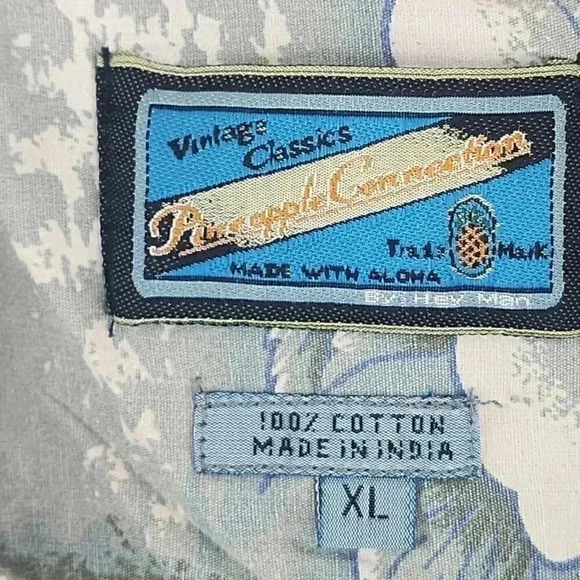 Vintage
Classics
Pineapple Connection
Trade Mark
MADE WITH ALOHA
By: Hey Man
100% COTTON
MADE IN INDIA
XL